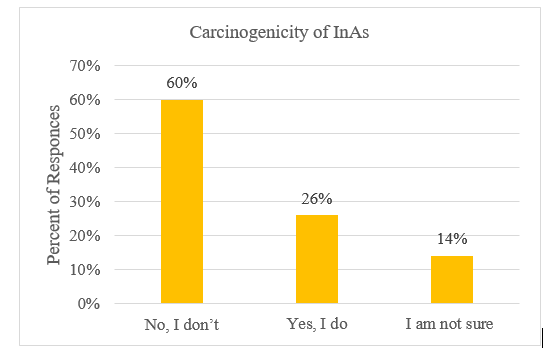 Carcinogenicity of InAs
Percent of Responces
70%
60%
50%
40%
30%
20%
10%
0%
60%
26%
14%
No, I don't
Yes, I do
I am not sure